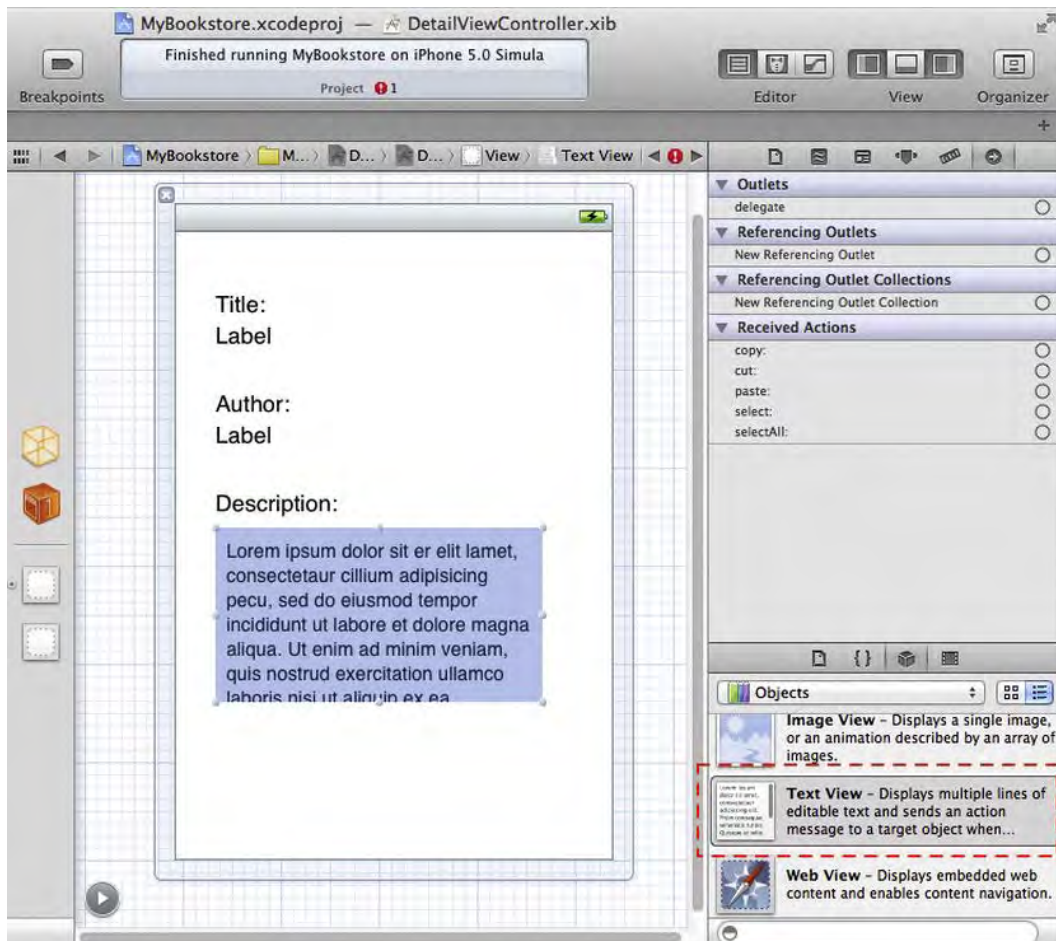 MyBookstore.xcodeproj — DetailViewController.xib
Finished running MyBookstore on iPhone 5.0 Simula
Project 1
Breakpoints
Editor
View
Organizer
MyBookstore
M...
D...
D...
View
Text View
Title:
Label
Author:
Label
Description:
Lorem ipsum dolor sit er elit lamet,
consectetaur cillium adipisicing
pecu, sed do eiusmod tempor
incididunt ut labore et dolore magna
aliqua. Ut enim ad minim veniam,
quis nostrud exercitation ullamco
laboris nisi ut aliquip ex ea
Outlets
delegate
Referencing Outlets
New Referencing Outlet
Referencing Outlet Collections
New Referencing Outlet Collection
Received Actions
copy:
cut:
paste:
select:
selectAll:
{ }
Objects
Image View – Displays a single image,
or an animation described by an array of
images.
Text View – Displays multiple lines of
editable text and sends an action
message to a target object when...
Web View – Displays embedded web
content and enables content navigation.